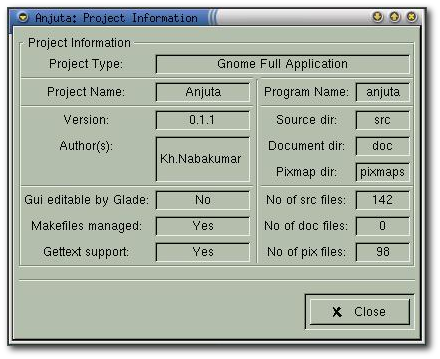 Anjuta: Project Information
Project Information
Project Type: Gnome Full Application
Project Name: Anjuta Program Name: anjuta
Version: 0.1.1 Source dir: src
Author(s): Kh.Nabakumar Document dir: doc
Pixmap dir: pixmaps
Gui editable by Glade: No No of src files: 142
Makefiles managed: Yes No of doc files: 0
Gettext support: Yes No of pix files: 98
Close